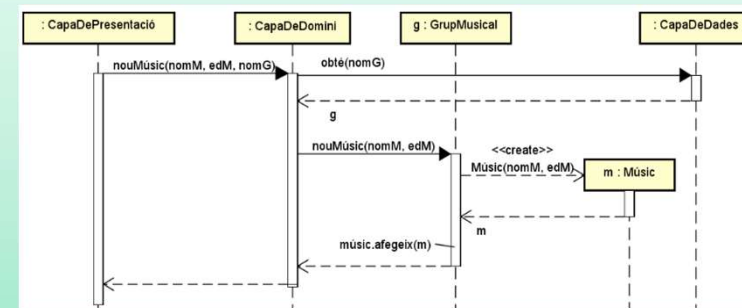 : CapaDePresentació
: CapaDeDomini
g : GrupMusical
: CapaDeDades
nouMúsic(nomM, edM, nomG)
obté(nomG)
g
nouMúsic(nomM, edM)
<<create>>
Músic(nomM, edM)
m : Músic
m
músic.afegeix(m)